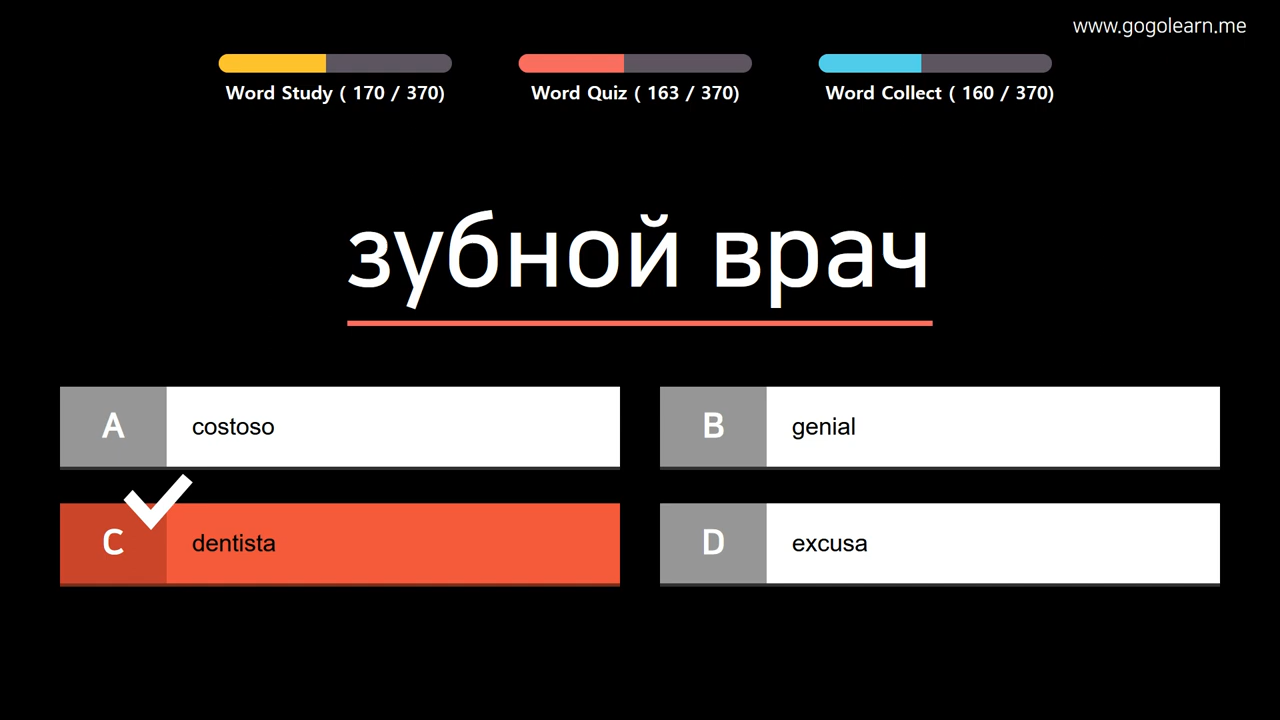 www.gogolearn.me
Word Study ( 170 / 370)
Word Quiz ( 163 / 370)
Word Collect ( 160 / 370)
зубной врач
A costoso
B genial
C dentista
D excusa